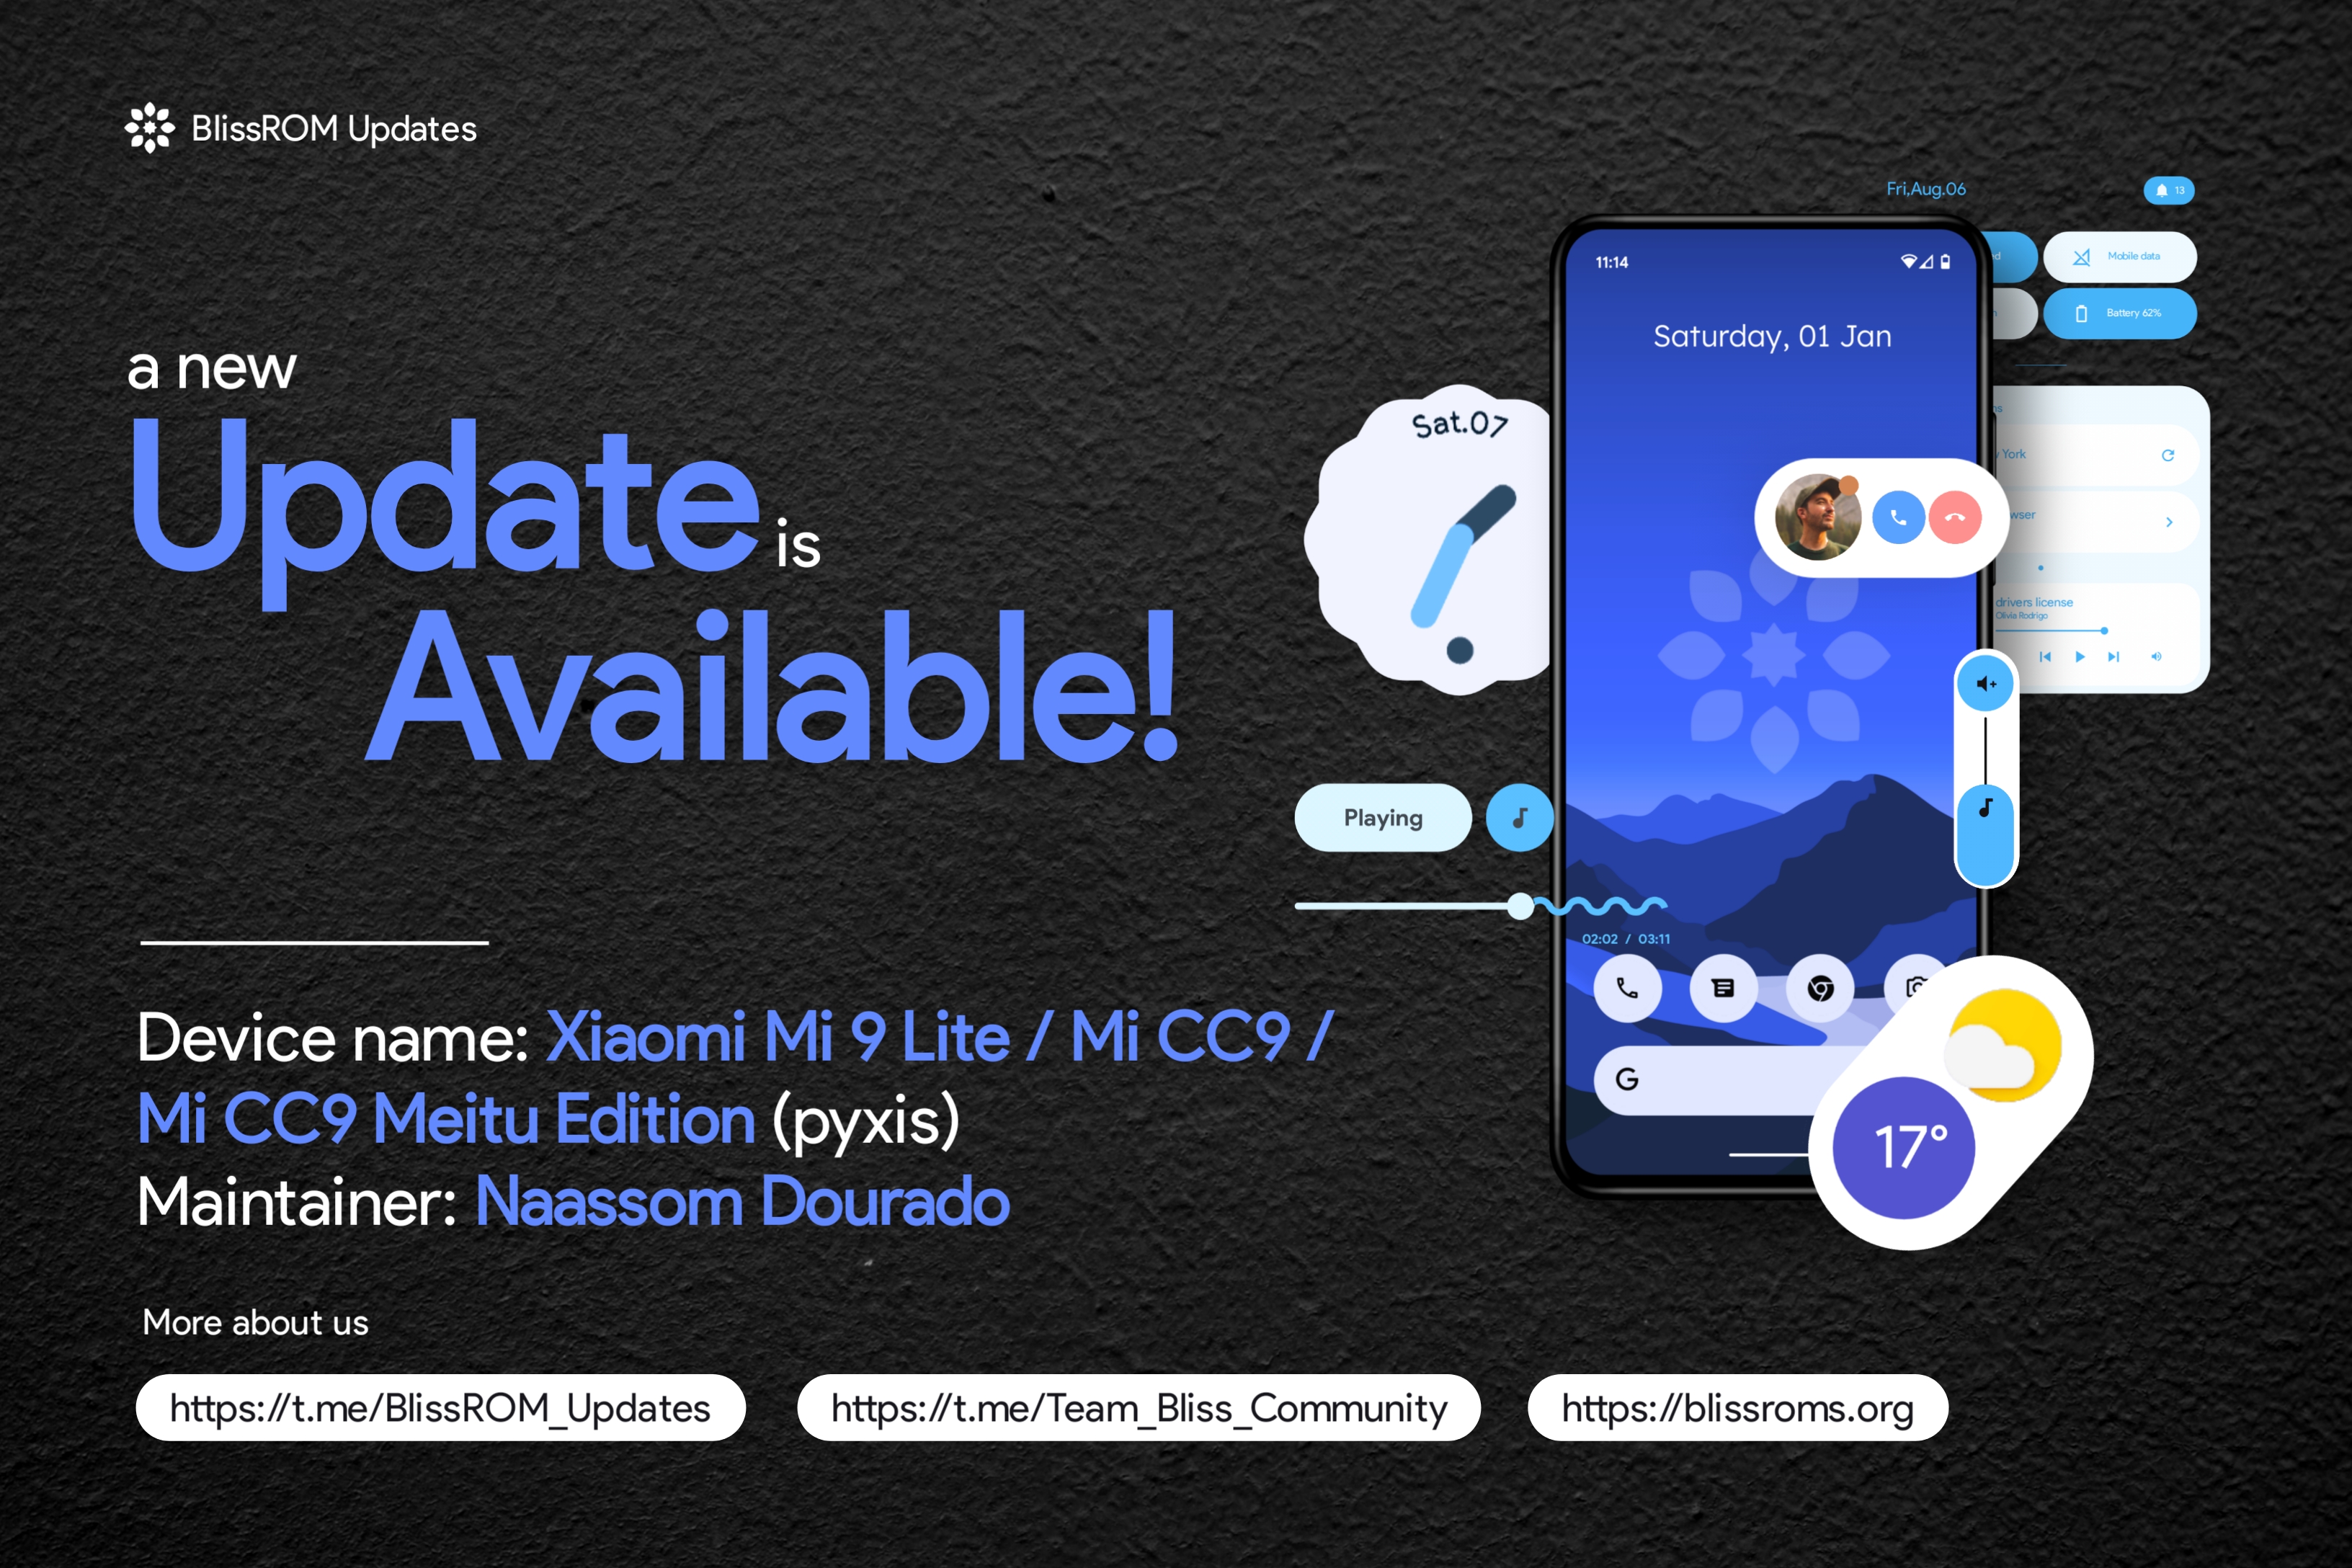 BlissROM Updates
a new
Update is
Available!
Device name: Xiaomi Mi 9 Lite / Mi CC9 /
Mi CC9 Meitu Edition (pyxis)
Maintainer: Naassom Dourado
More about us
https://t.me/BlissROM_Updates
https://t.me/Team_Bliss_Community
https://blissroms.org
Fri,Aug.06
13
Mobile data
Battery 62%
11:14
Saturday, 01 Jan
Sat.07
York
drivers license
Olivia Rodrigo
Playing
02:02 / 03:11
G
17°